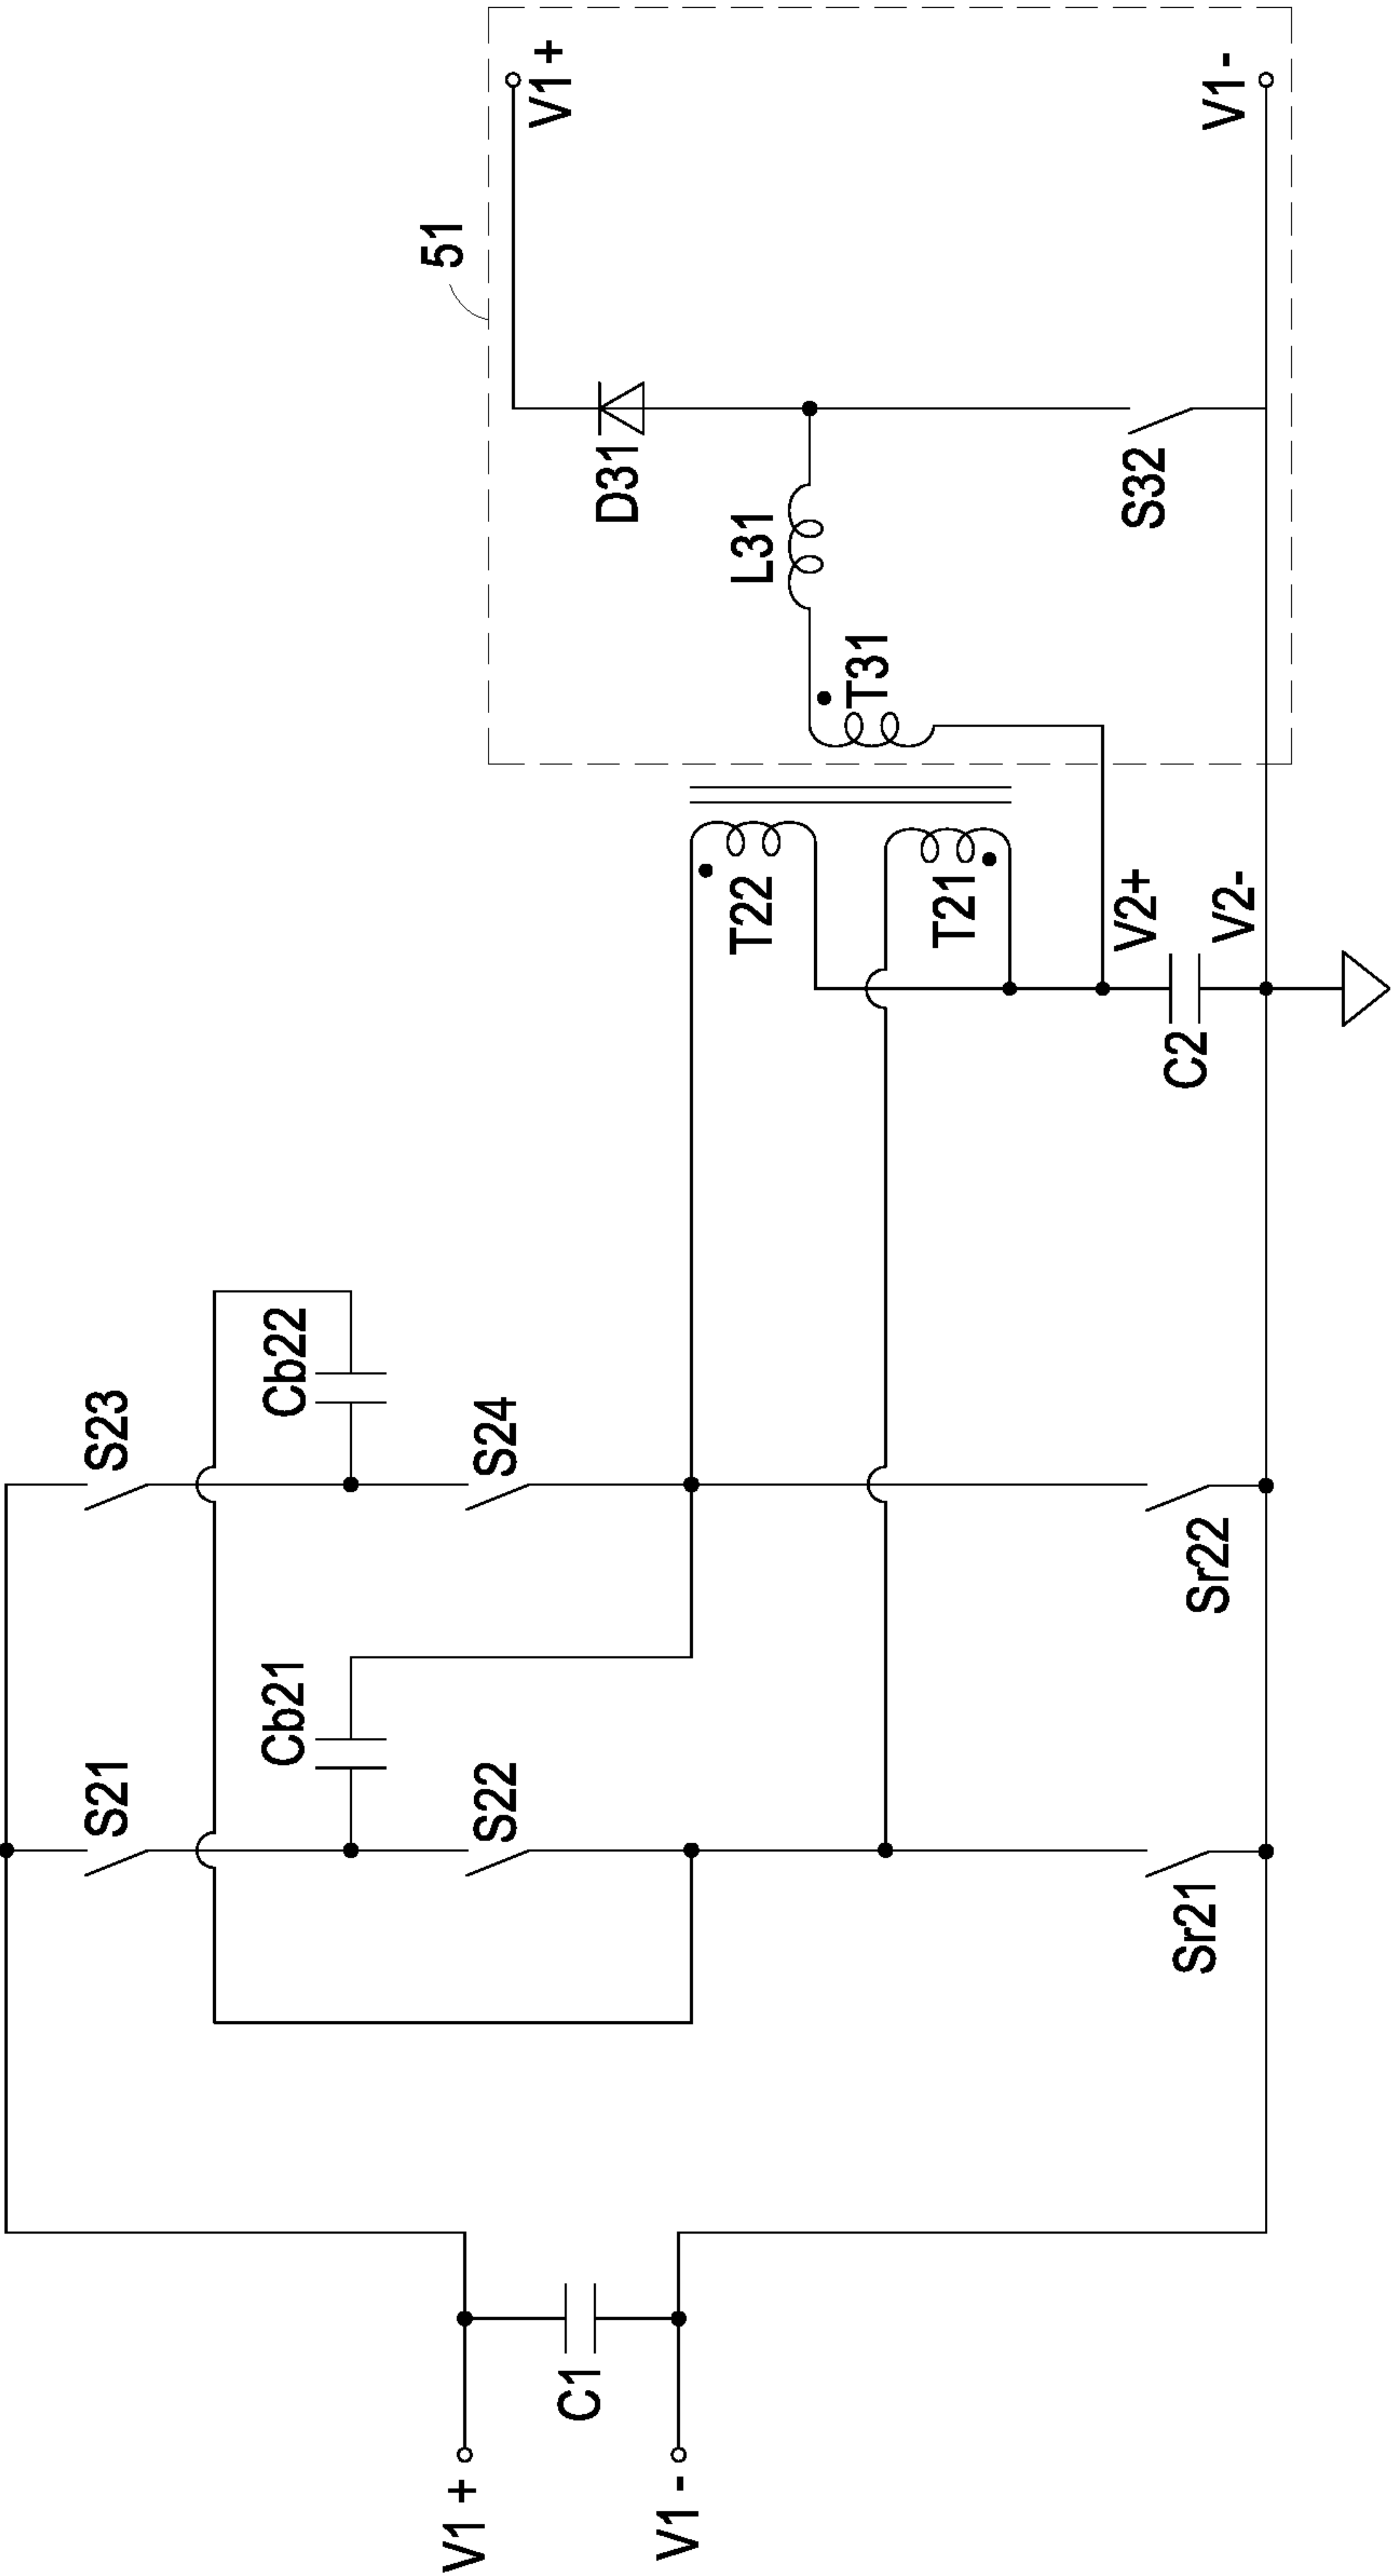 51
V1+
V1-
D31
L31
S32
T31
T22
T21
V2+
V2-
C2
S23
Cb22
S24
Sr22
S21
Cb21
S22
Sr21
C1
V1 +
V1 -